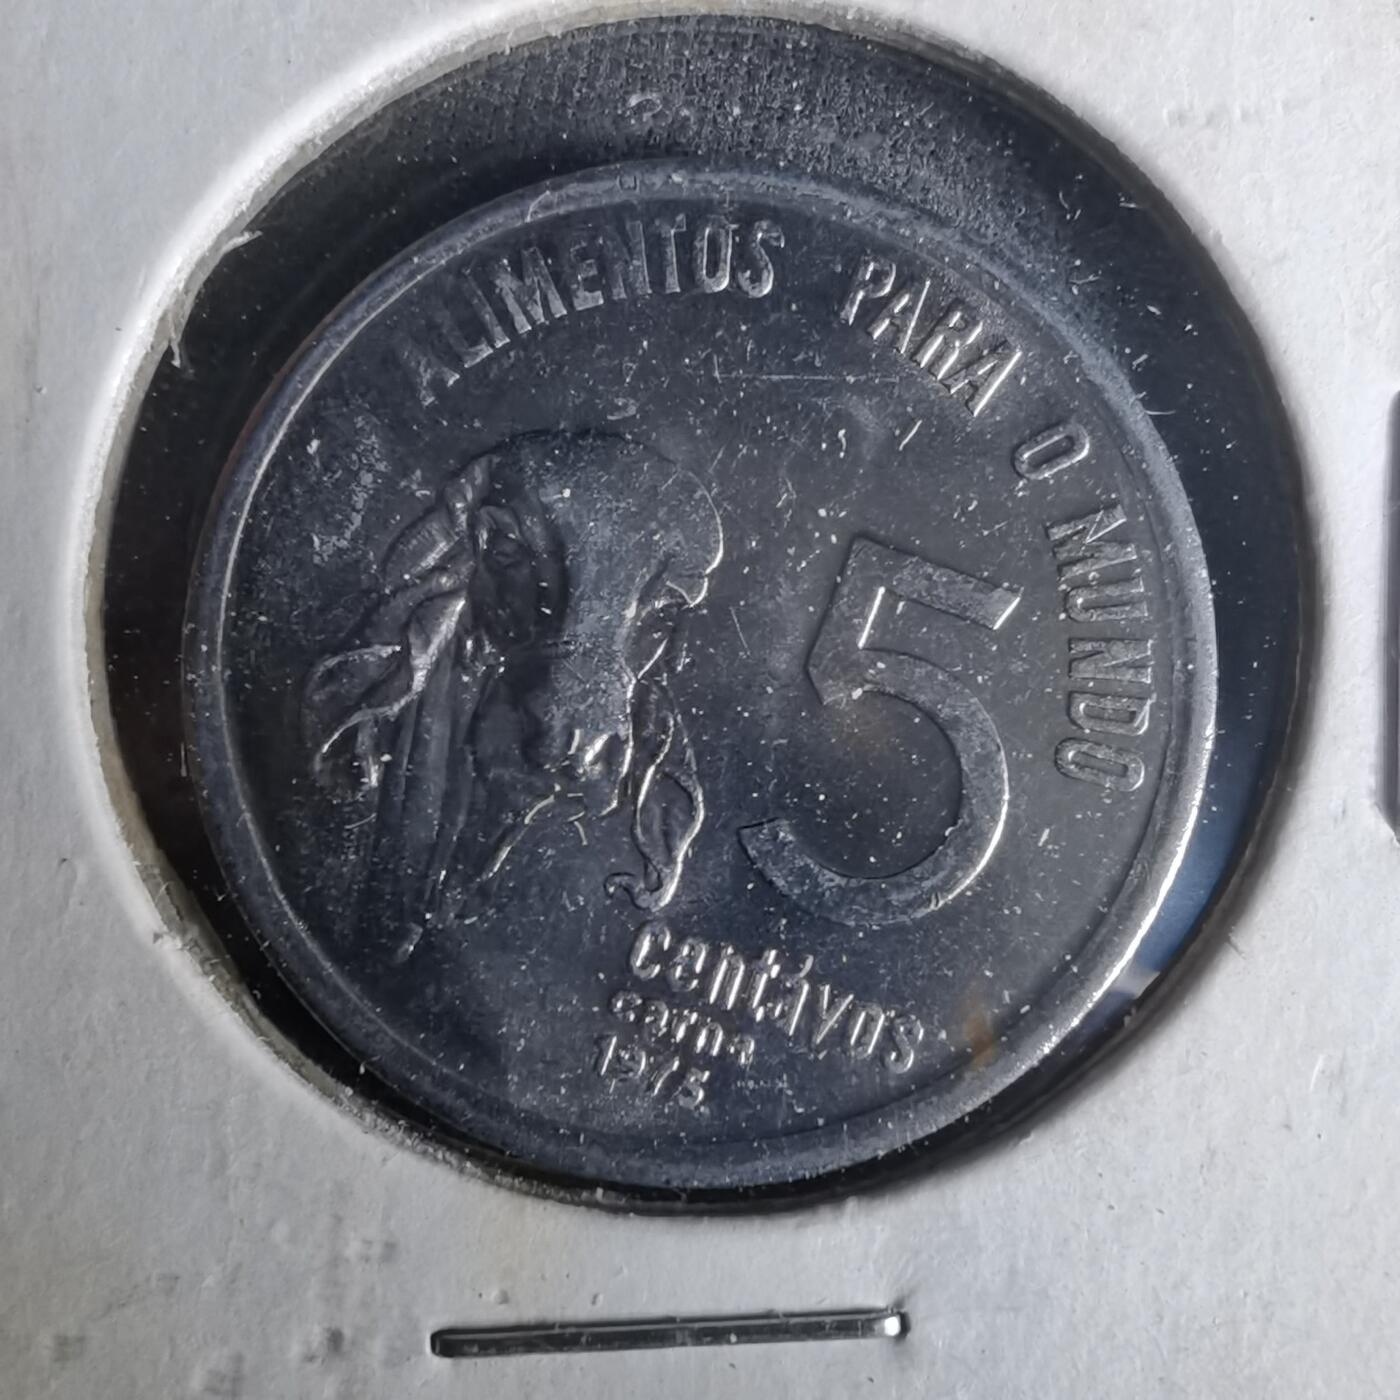 ALIMENTOS PARA O MUNDO
5
centavos
carne
1975